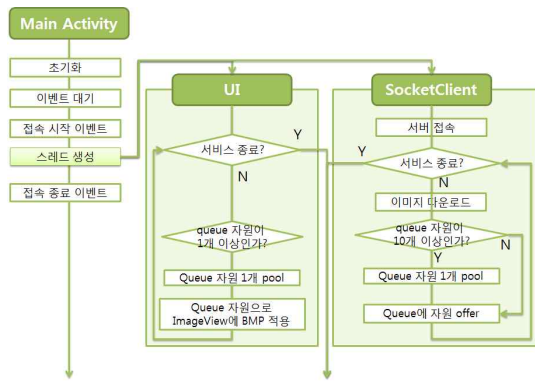 Main Activity
초기화
이벤트 대기
접속 시작 이벤트
스레드 생성
접속 종료 이벤트
UI
서비스 종료?
Y
N
queue 자원이
1개 이상인가?
Queue 자원 1개 pool
Queue 자원으로
ImageView에 BMP 적용
SocketClient
서버 접속
서비스 종료?
Y
N
이미지 다운로드
queue 자원이
10개 이상인가?
N
Y
Queue 자원 1개 pool
Queue에 자원 offer